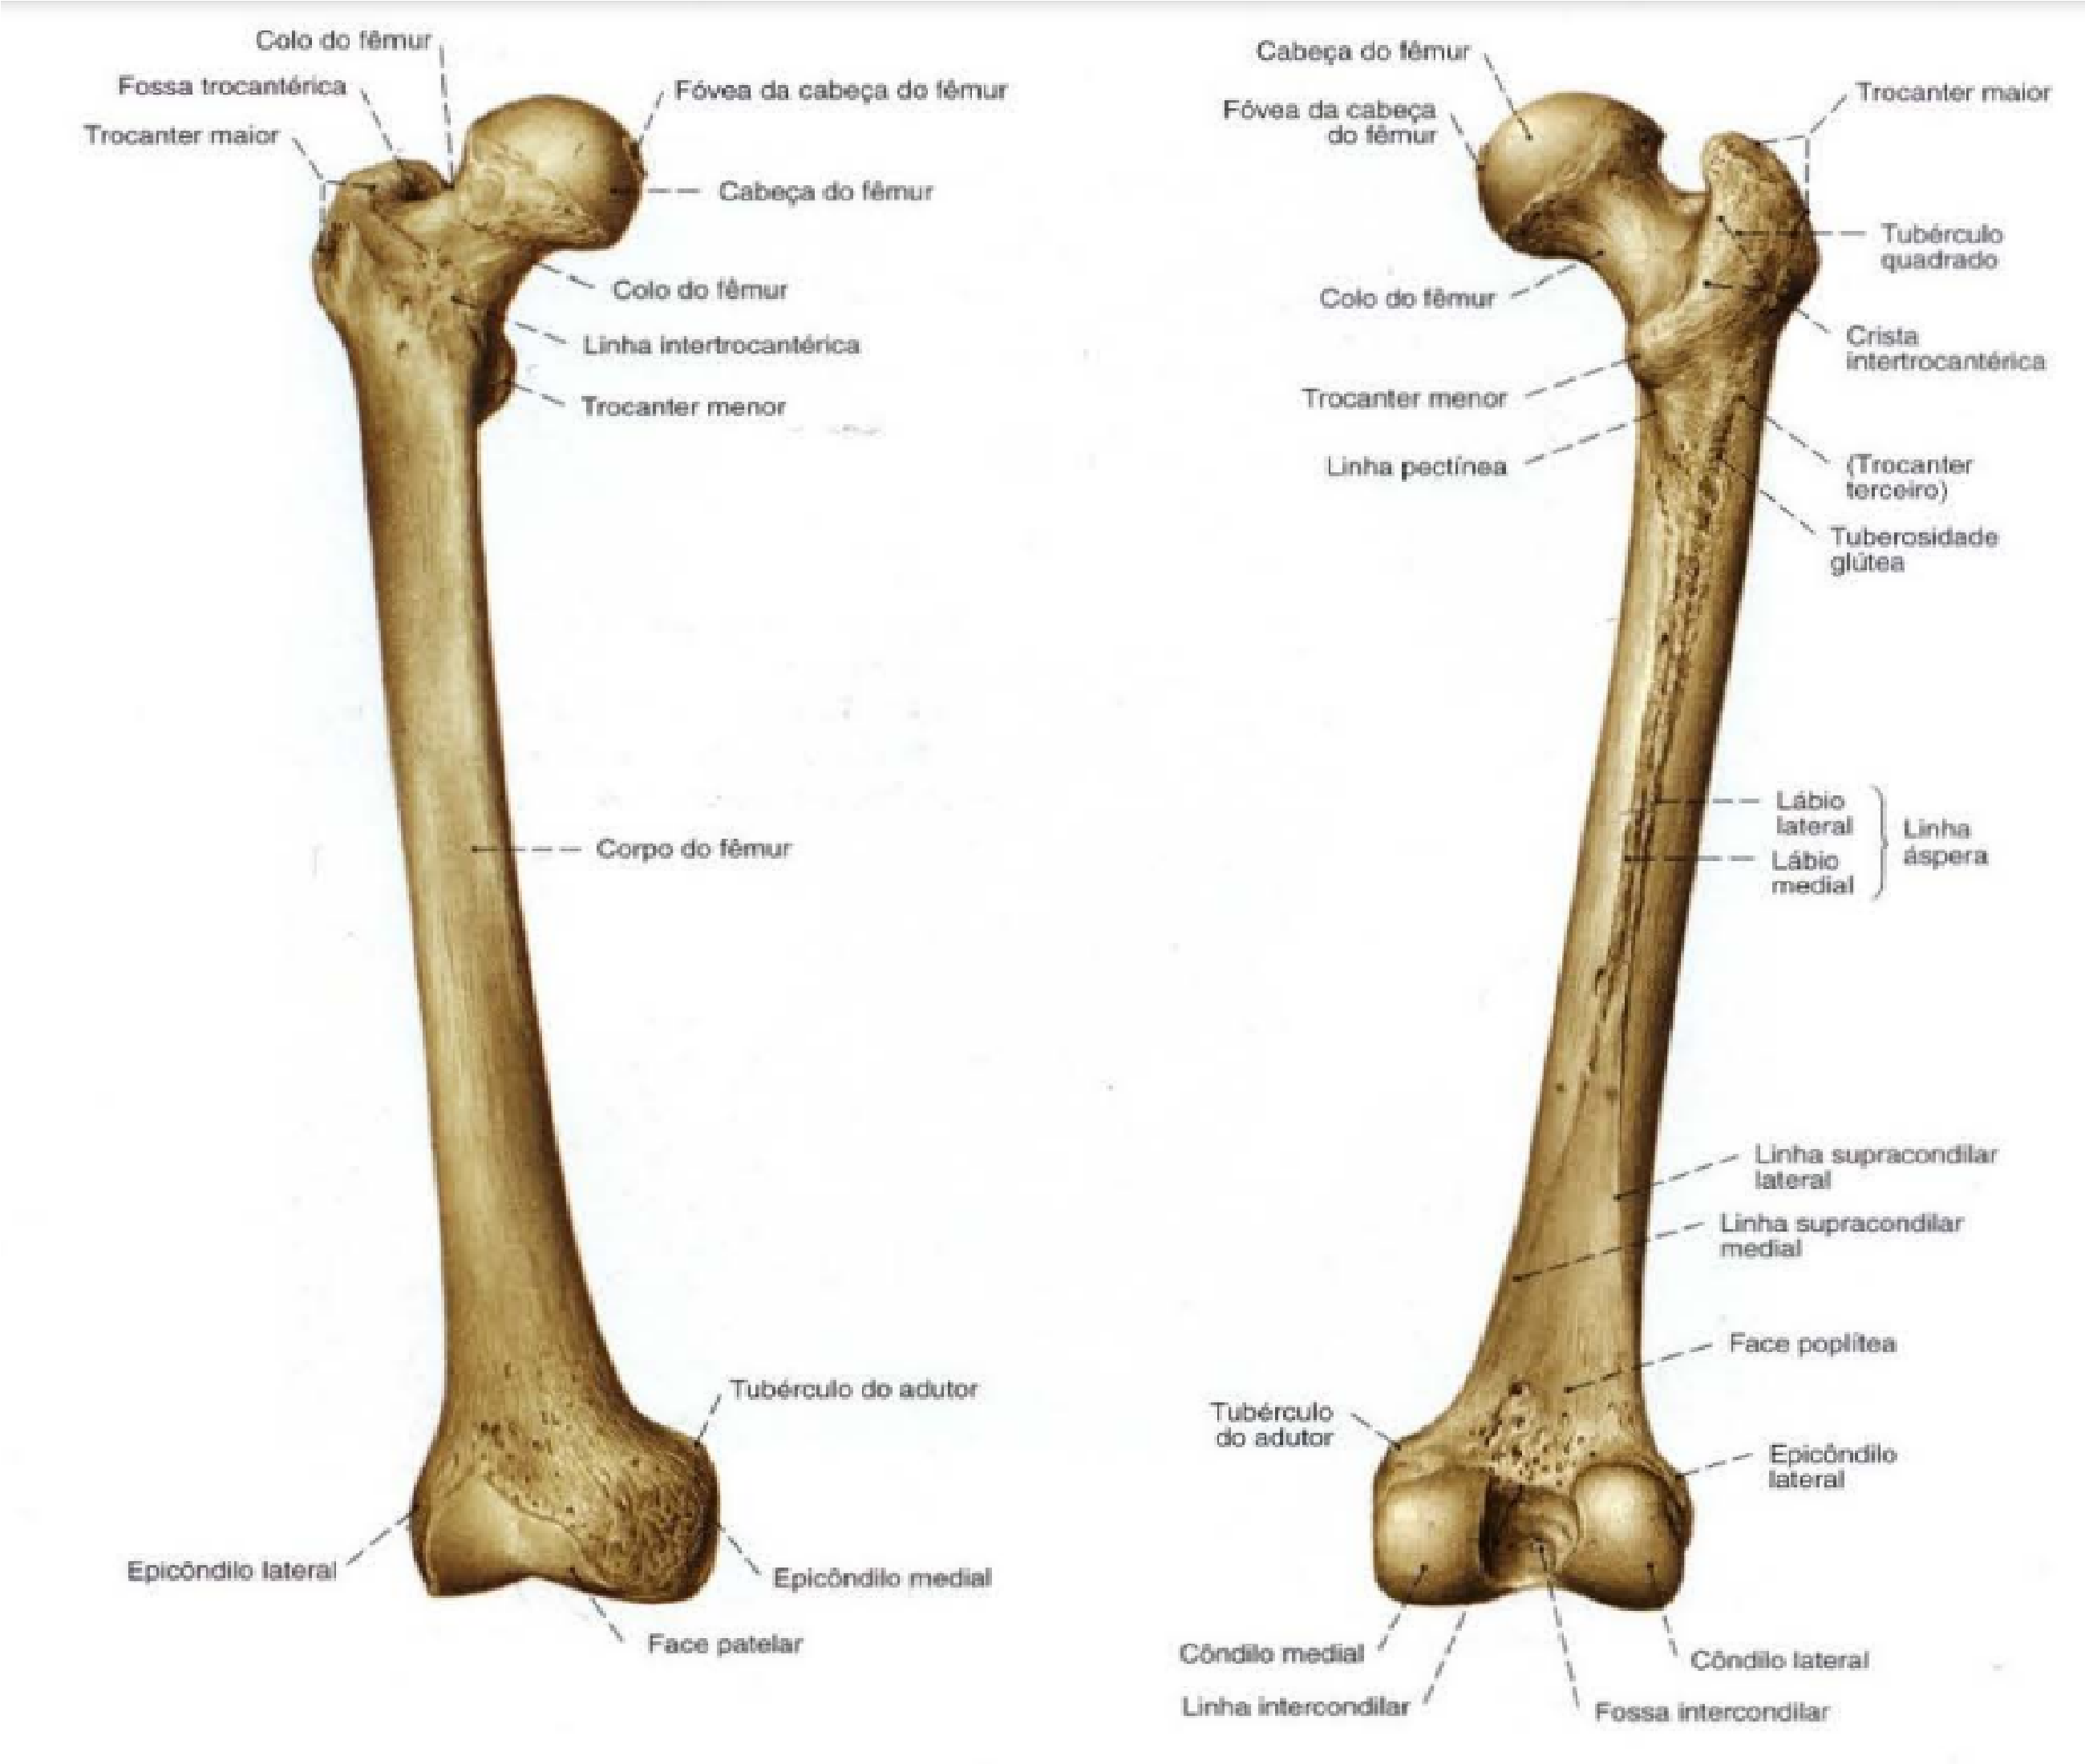 Colo do fêmur
Fossa trocantérica
Trocanter maior
Fóvea da cabeça do fêmur
Cabeça do fêmur
Colo do fêmur
Linha intertrocantérica
Trocanter menor
Corpo do fêmur
Tubérculo do adutor
Epicôndilo lateral
Epicôndilo medial
Face patelar
Cabeça do fêmur
Fóvea da cabeça
do fêmur
Trocanter maior
Tubérculo
quadrado
Colo do fêmur
Crista
intertrocantérica
Trocanter menor
Linha pectínea
(Trocanter
terceiro)
Tuberosidade
glútea
Lábio
lateral
Lábio
medial
Linha
áspera
Linha supracondilar
lateral
Linha supracondilar
medial
Face poplítea
Tubérculo
do adutor
Epicôndilo
lateral
Côndilo medial
Côndilo lateral
Linha intercondilar
Fossa intercondilar